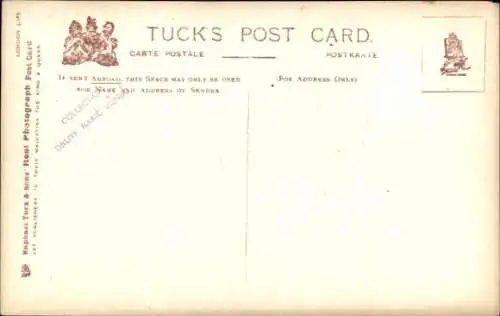 TUCK'S POST CARD.
CARTE POSTALE
POSTKARTE
IF SENT ABROAD, THIS SPACE MAY ONLY BE USED
FOR NAME AND ADDRESS OF SENDER
(FOR ADDRESS ONLY)
Raphael Tuck & Sons' Real Photograph Post Card
ART PUBLISHERS TO THEIR MAJESTIES THE KING & QUEEN
LONDON LIFE